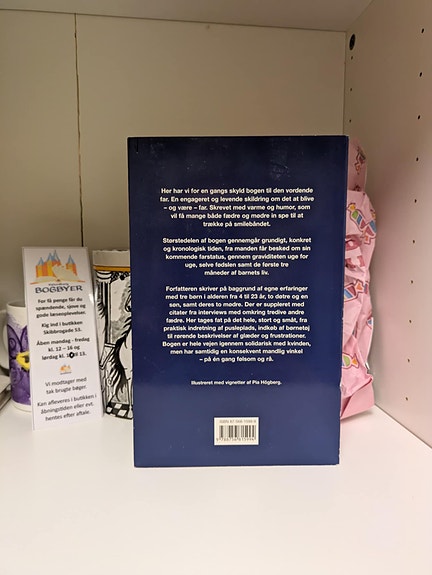 Her har vi for en gangs skyld bogen til den vordende
far. En engageret og levende skildring om det at blive
– og være – far. Skrevet med varme og humor, som
vil få mange både fædre og mødre in spe til at
trække på smilebåndet.
Størstedelen af bogen gennemgår grundigt, konkret
og kronologisk tiden, fra manden får besked om sin
kommende farstatus, gennem graviditeten uge for
uge, selve fødslen samt de første tre
måneder af barnets liv.
Forfatteren skriver på baggrund af egne erfaringer
med tre børn i alderen fra 4 til 23 år, to døtre og en
søn, samt deres to mødre. Der er suppleret med
citater fra interviews med omkring tredive andre
fædre. Her tages fat på det hele, stort og småt, fra
praktisk indretning af pusleplads, indkøb af barnetøj
til rørende beskrivelser af glæder og frustrationer.
Bogen er hele vejen igennem solidarisk med kvinden,
men har samtidig en konsekvent mandlig vinkel
– på én gang følsom og rå.
Illustreret med vignetter af Pia Högberg.
9 788756 815994
BOGBYER
For få penge får du
spændende, sjove og
gode læseoplevelser.
Kig ind i butikken
Skibbrogade 53.
Åben mandag - fredag
kl. 12 – 16 og
lørdag kl. 13.
Vi modtager med
tak brugte bøger.
Kan afleveres i butikken i
åbningstiden eller evt.
hentes efter aftale.